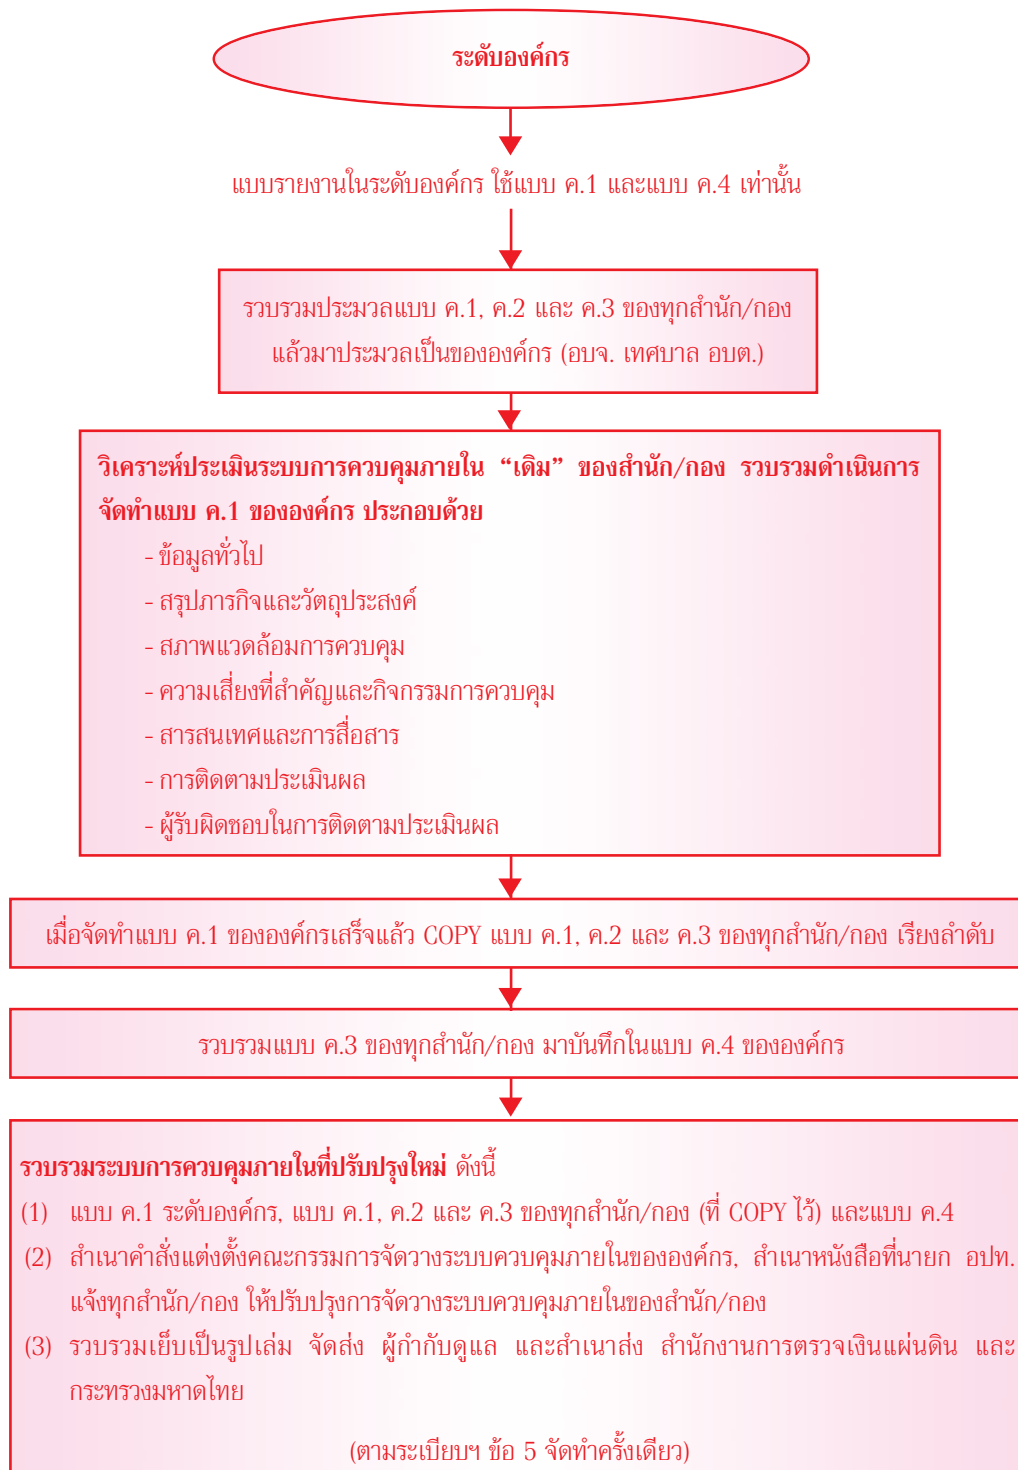 ระดับองค์กร
แบบรายงานในระดับองค์กร ใช้แบบ ค.1 และแบบ ค.4 เท่านั้น
รวบรวมประมวลแบบ ค.1, ค.2 และ ค.3 ของทุกสำนัก/กอง
แล้วมาประมวลเป็นขององค์กร (อบจ. เทศบาล อบต.)
วิเคราะห์ประเมินระบบการควบคุมภายใน “เดิม” ของสำนัก/กอง รวบรวมดำเนินการ
จัดทำแบบ ค.1 ขององค์กร ประกอบด้วย
- ข้อมูลทั่วไป
- สรุปภารกิจและวัตถุประสงค์
- สภาพแวดล้อมการควบคุม
- ความเสี่ยงที่สำคัญและกิจกรรมการควบคุม
- สารสนเทศและการสื่อสาร
- การติดตามประเมินผล
- ผู้รับผิดชอบในการติดตามประเมินผล
เมื่อจัดทำแบบ ค.1 ขององค์กรเสร็จแล้ว COPY แบบ ค.1, ค.2 และ ค.3 ของทุกสำนัก/กอง เรียงลำดับ
รวบรวมแบบ ค.3 ของทุกสำนัก/กอง มาบันทึกในแบบ ค.4 ขององค์กร
รวบรวมระบบการควบคุมภายในที่ปรับปรุงใหม่ ดังนี้
(1) แบบ ค.1 ระดับองค์กร, แบบ ค.1, ค.2 และ ค.3 ของทุกสำนัก/กอง (ที่ COPY ไว้) และแบบ ค.4
(2) สำเนาคำสั่งแต่งตั้งคณะกรรมการจัดวางระบบควบคุมภายในขององค์กร, สำเนาหนังสือที่นายก อปท.
แจ้งทุกสำนัก/กอง ให้ปรับปรุงการจัดวางระบบควบคุมภายในของสำนัก/กอง
(3) รวบรวมเย็บเป็นรูปเล่ม จัดส่ง ผู้กำกับดูแล และสำเนาส่ง สำนักงานการตรวจเงินแผ่นดิน และ
กระทรวงมหาดไทย
(ตามระเบียบฯ ข้อ 5 จัดทำครั้งเดียว)